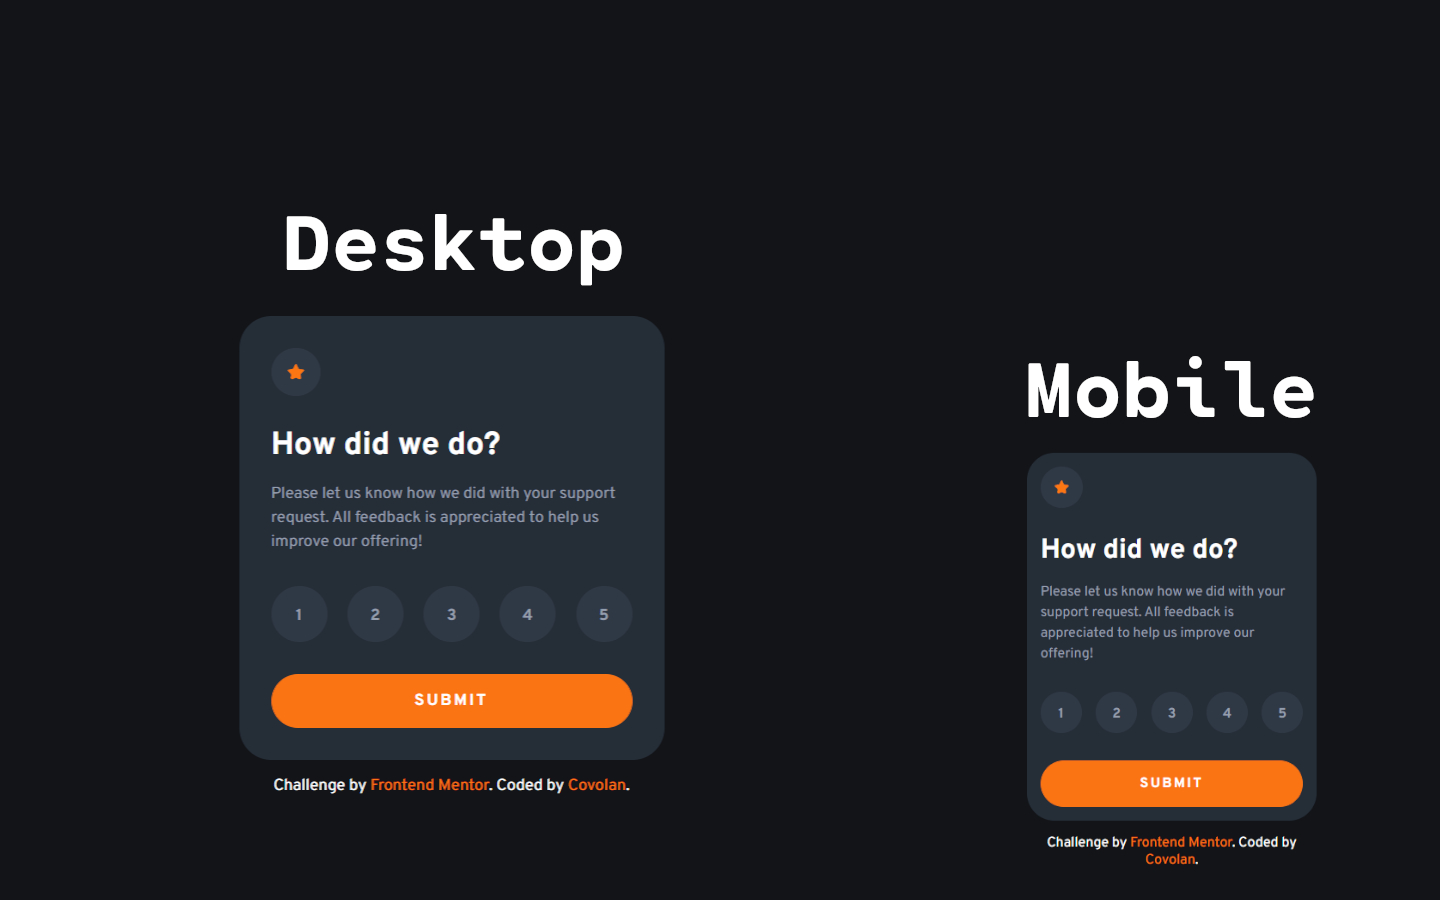 Desktop
How did we do?
Please let us know how we did with your support
request. All feedback is appreciated to help us
improve our offering!
1 2 3 4 5
SUBMIT
Challenge by Frontend Mentor. Coded by Covolan.
Mobile
How did we do?
Please let us know how we did with your
support request. All feedback is
appreciated to help us improve our
offering!
1 2 3 4 5
SUBMIT
Challenge by Frontend Mentor. Coded by
Covolan.